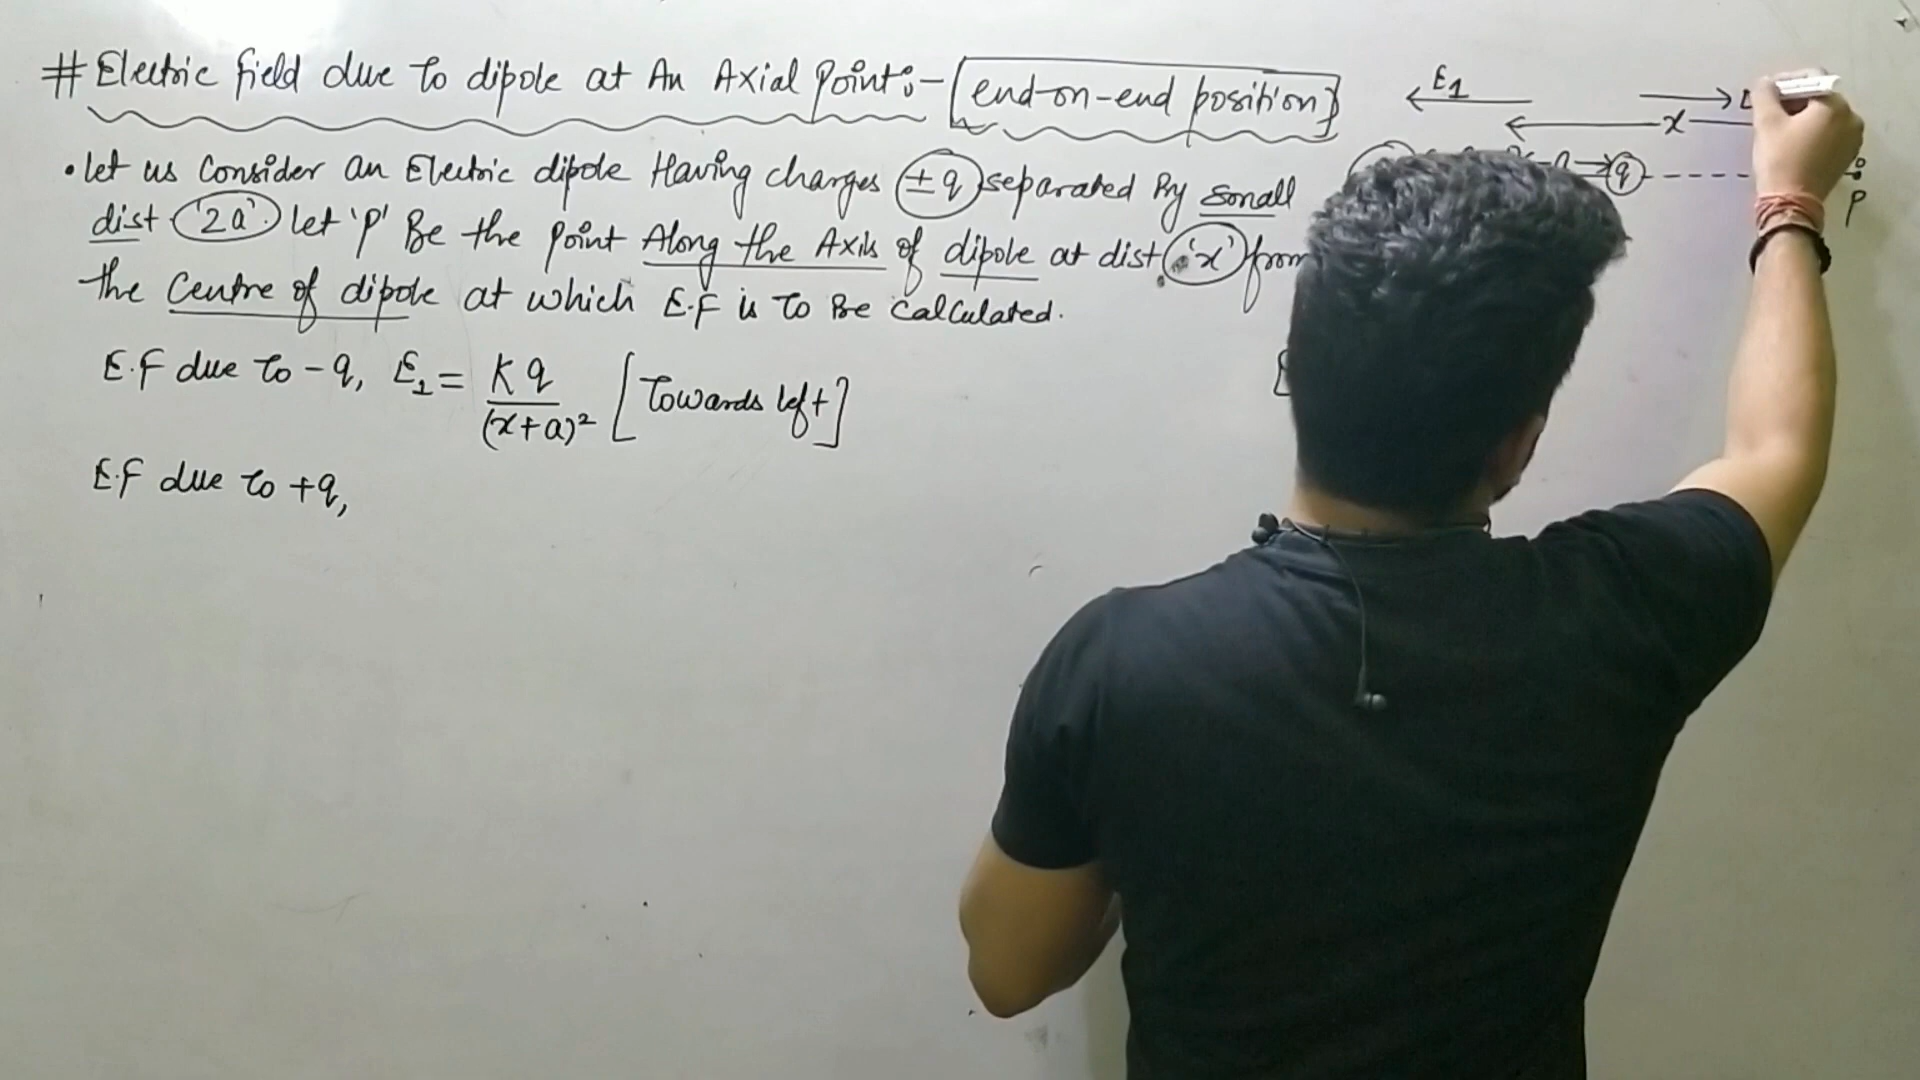 # Electric field due to dipole at An Axial Point:- [end-on-end position]
• let us Consider an Electric dipole Having charges ±q separated By small
dist '2a'. let 'P' Be the point Along the Axis of dipole at dist. 'x' from
the Centre of dipole at which E.F is to Be Calculated.
E.F due to -q, E1 = Kq/(x+a)² [Towards left]
E.F due to +q,
E1
x
a
q
P